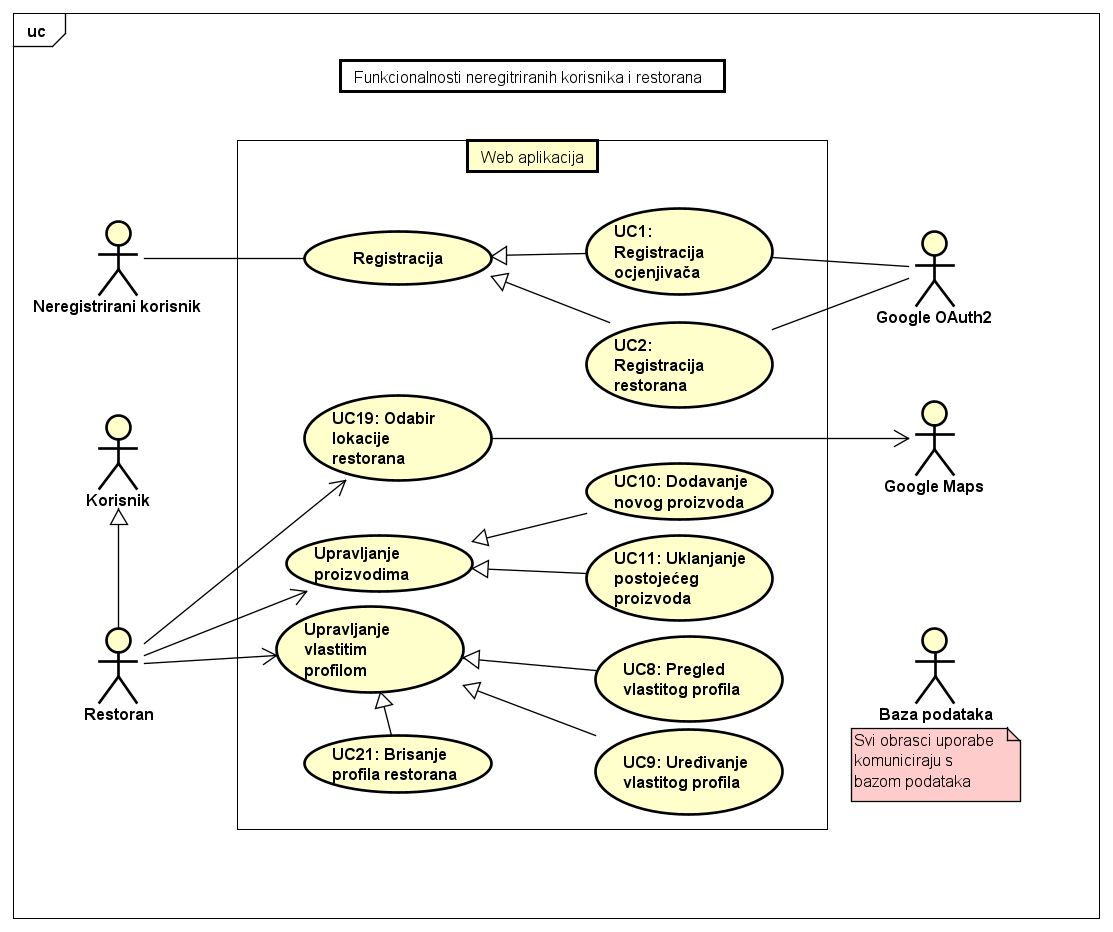 uc
Funkcionalnosti neregitriranih korisnika i restorana
Web aplikacija
Neregistrirani korisnik
Registracija
UC1:
Registracija
ocjenjivača
Google OAuth2
UC2:
Registracija
restorana
Korisnik
UC19: Odabir
lokacije
restorana
Google Maps
UC10: Dodavanje
novog proizvoda
Upravljanje
proizvodima
UC11: Uklanjanje
postojećeg
proizvoda
Restoran
Upravljanje
vlastitim
profilom
UC8: Pregled
vlastitog profila
Baza podataka
Svi obrasci uporabe
komuniciraju s
bazom podataka
UC21: Brisanje
profila restorana
UC9: Uređivanje
vlastitog profila